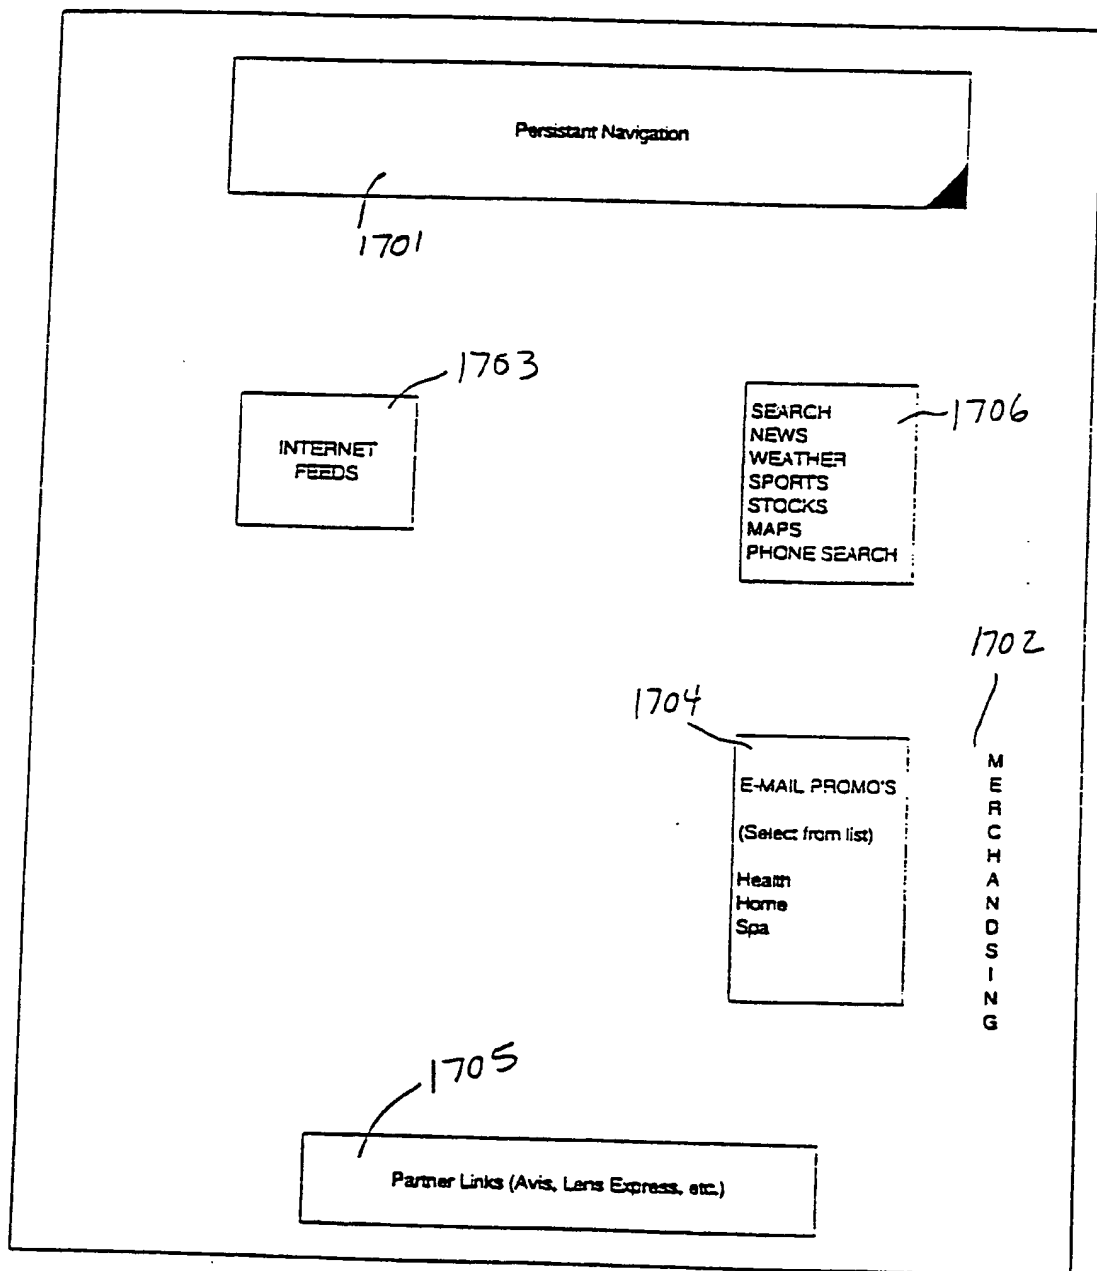 Persistant Navigation
1701
1703
INTERNET
FEEDS
SEARCH
NEWS
WEATHER
SPORTS
STOCKS
MAPS
PHONE SEARCH
1706
1702
1704
E-MAIL PROMO'S
(Select from list)
Health
Home
Spa
MERCHANDSING
1705
Partner Links (Avis, Lens Express, etc.)